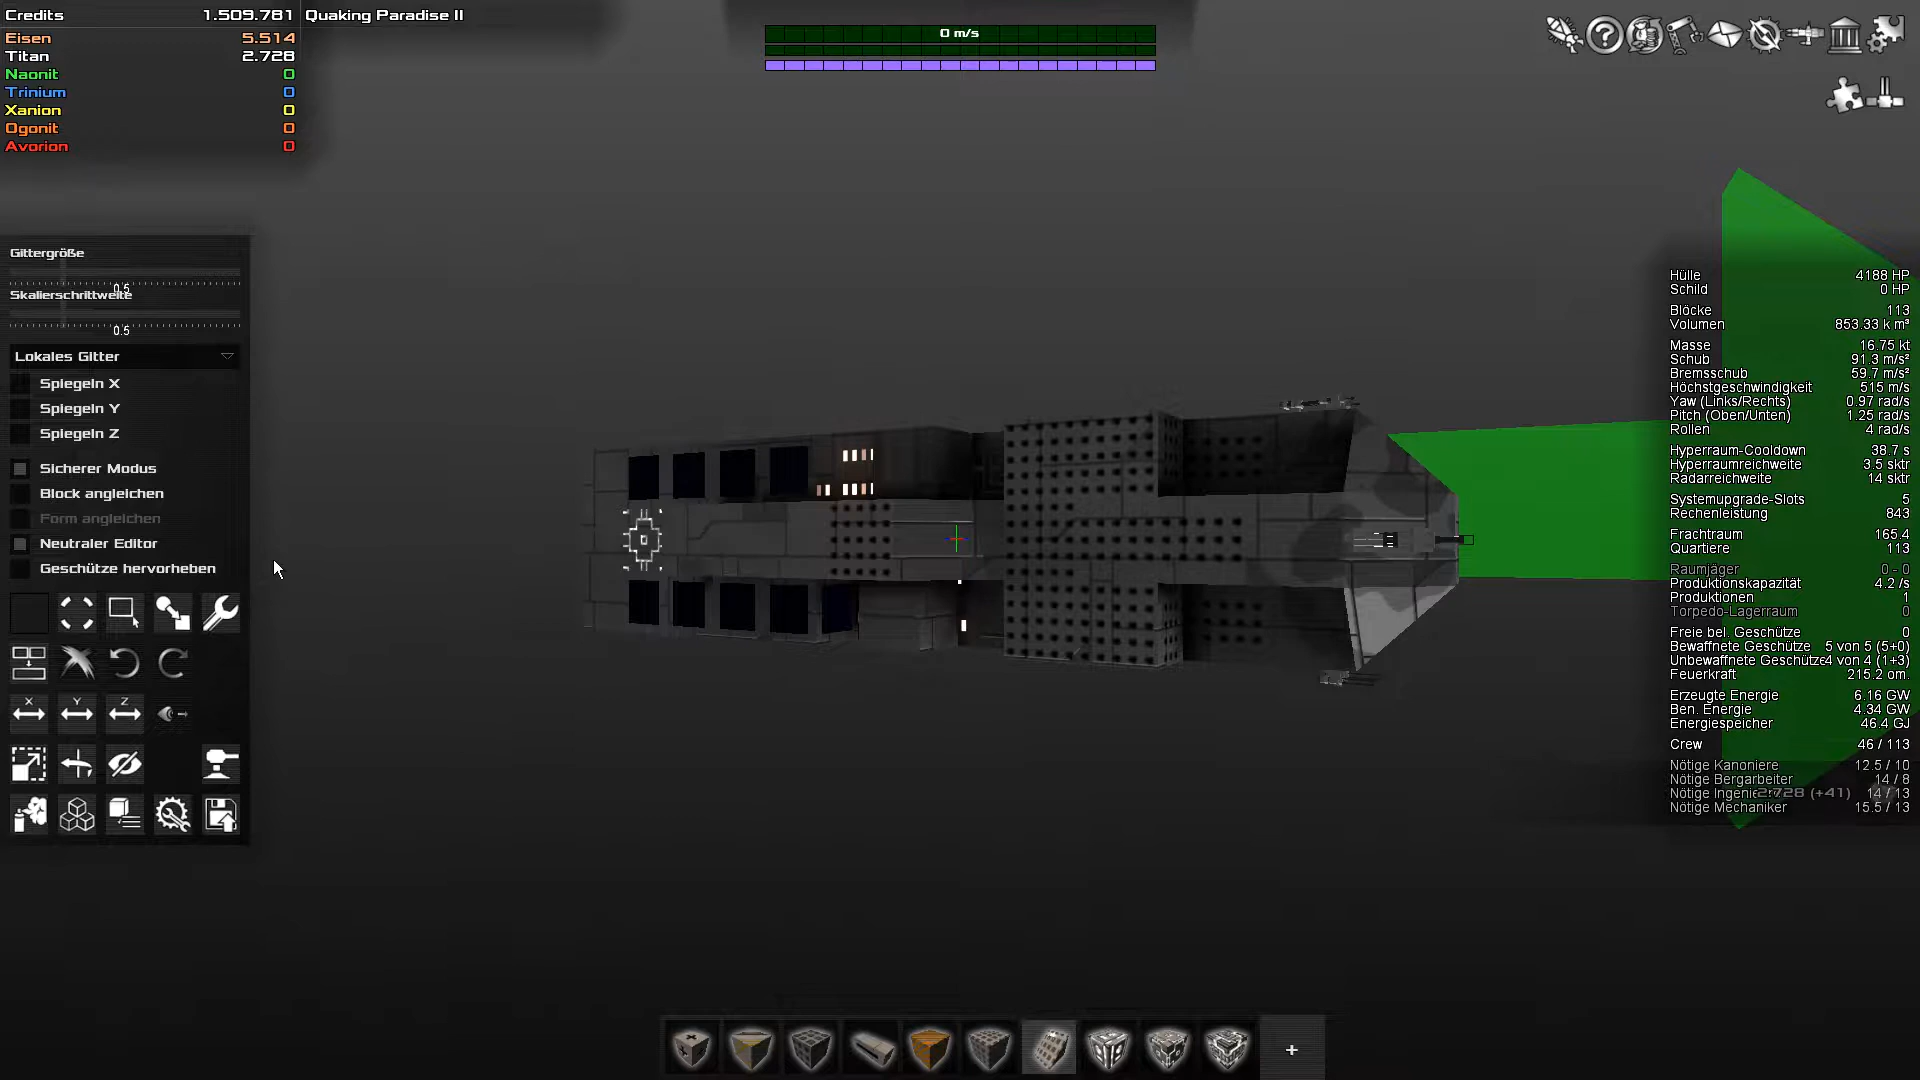 Credits 1.509.781 Quaking Paradise II
Eisen 5.514
Titan 2.728
Naonit 0
Trinium 0
Xanion 0
Ogonit 0
Avorion 0
0 m/s
Gittergröße
0.5
Skalierschrittweite
0.5
Lokales Gitter
Spiegeln X
Spiegeln Y
Spiegeln Z
Sicherer Modus
Block angleichen
Form angleichen
Neutraler Editor
Geschütze hervorheben
X Y Z
Hülle 4188 HP
Schild 0 HP
Blöcke 113
Volumen 853.33 k m³
Masse 16.75 kt
Schub 91.3 m/s²
Bremsschub 59.7 m/s²
Höchstgeschwindigkeit 515 m/s
Yaw (Links/Rechts) 0.97 rad/s
Pitch (Oben/Unten) 1.25 rad/s
Rollen 4 rad/s
Hyperraum-Cooldown 38.7 s
Hyperraumreichweite 3.5 sktr
Radarreichweite 14 sktr
Systemupgrade-Slots 5
Rechenleistung 843
Frachtraum 165.4
Quartiere 113
Raumjäger 0 - 0
Produktionskapazität 4.2 /s
Produktionen 1
Torpedo-Lagerraum 0
Freie bel. Geschütze 0
Bewaffnete Geschütze 5 von 5 (5+0)
Unbewaffnete Geschütze 4 von 4 (1+3)
Feuerkraft 215.2 om.
Erzeugte Energie 6.16 GW
Ben. Energie 4.34 GW
Energiespeicher 46.4 GJ
Crew 46 / 113
Nötige Kanoniere 12.5 / 10
Nötige Bergarbeiter 14 / 8
Nötige Ingenie 14 / 13
2.728 (+41)
Nötige Mechaniker 15.5 / 13
+